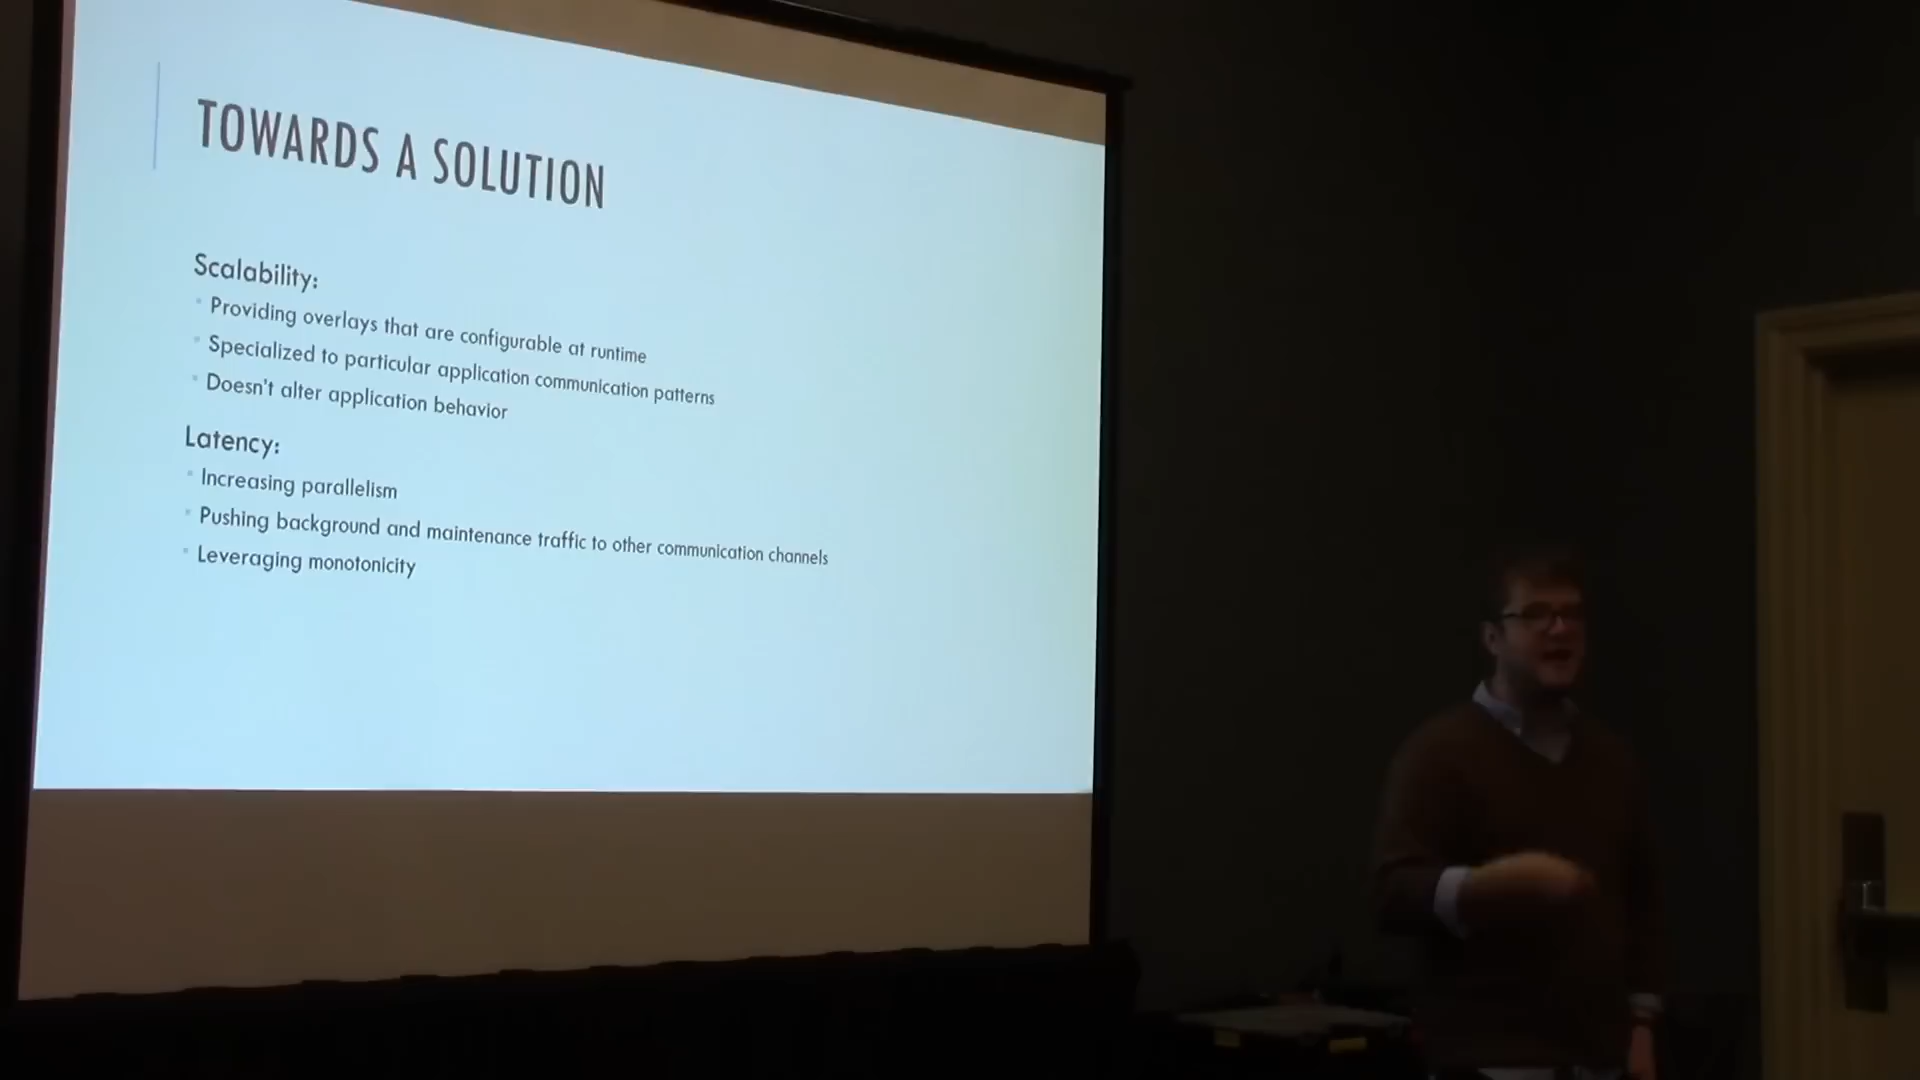 TOWARDS A SOLUTION
Scalability:
Providing overlays that are configurable at runtime
Specialized to particular application communication patterns
Doesn't alter application behavior
Latency:
Increasing parallelism
Pushing background and maintenance traffic to other communication channels
Leveraging monotonicity